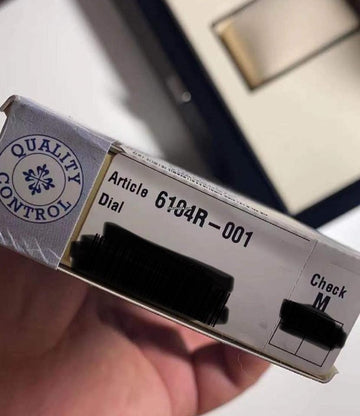 QUALITY CONTROL
Article 6104R-001
Dial
Check
M